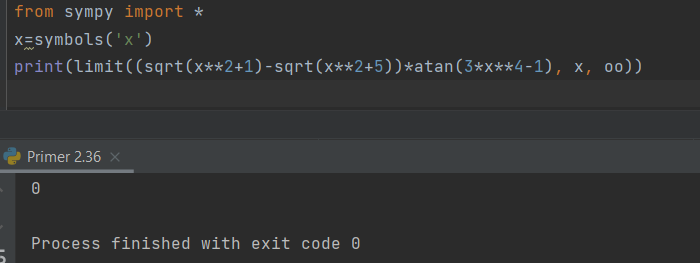 from sympy import *
x=symbols('x')
print(limit((sqrt(x**2+1)-sqrt(x**2+5))*atan(3*x**4-1), x, oo))
Primer 2.36 ×
0
Process finished with exit code 0